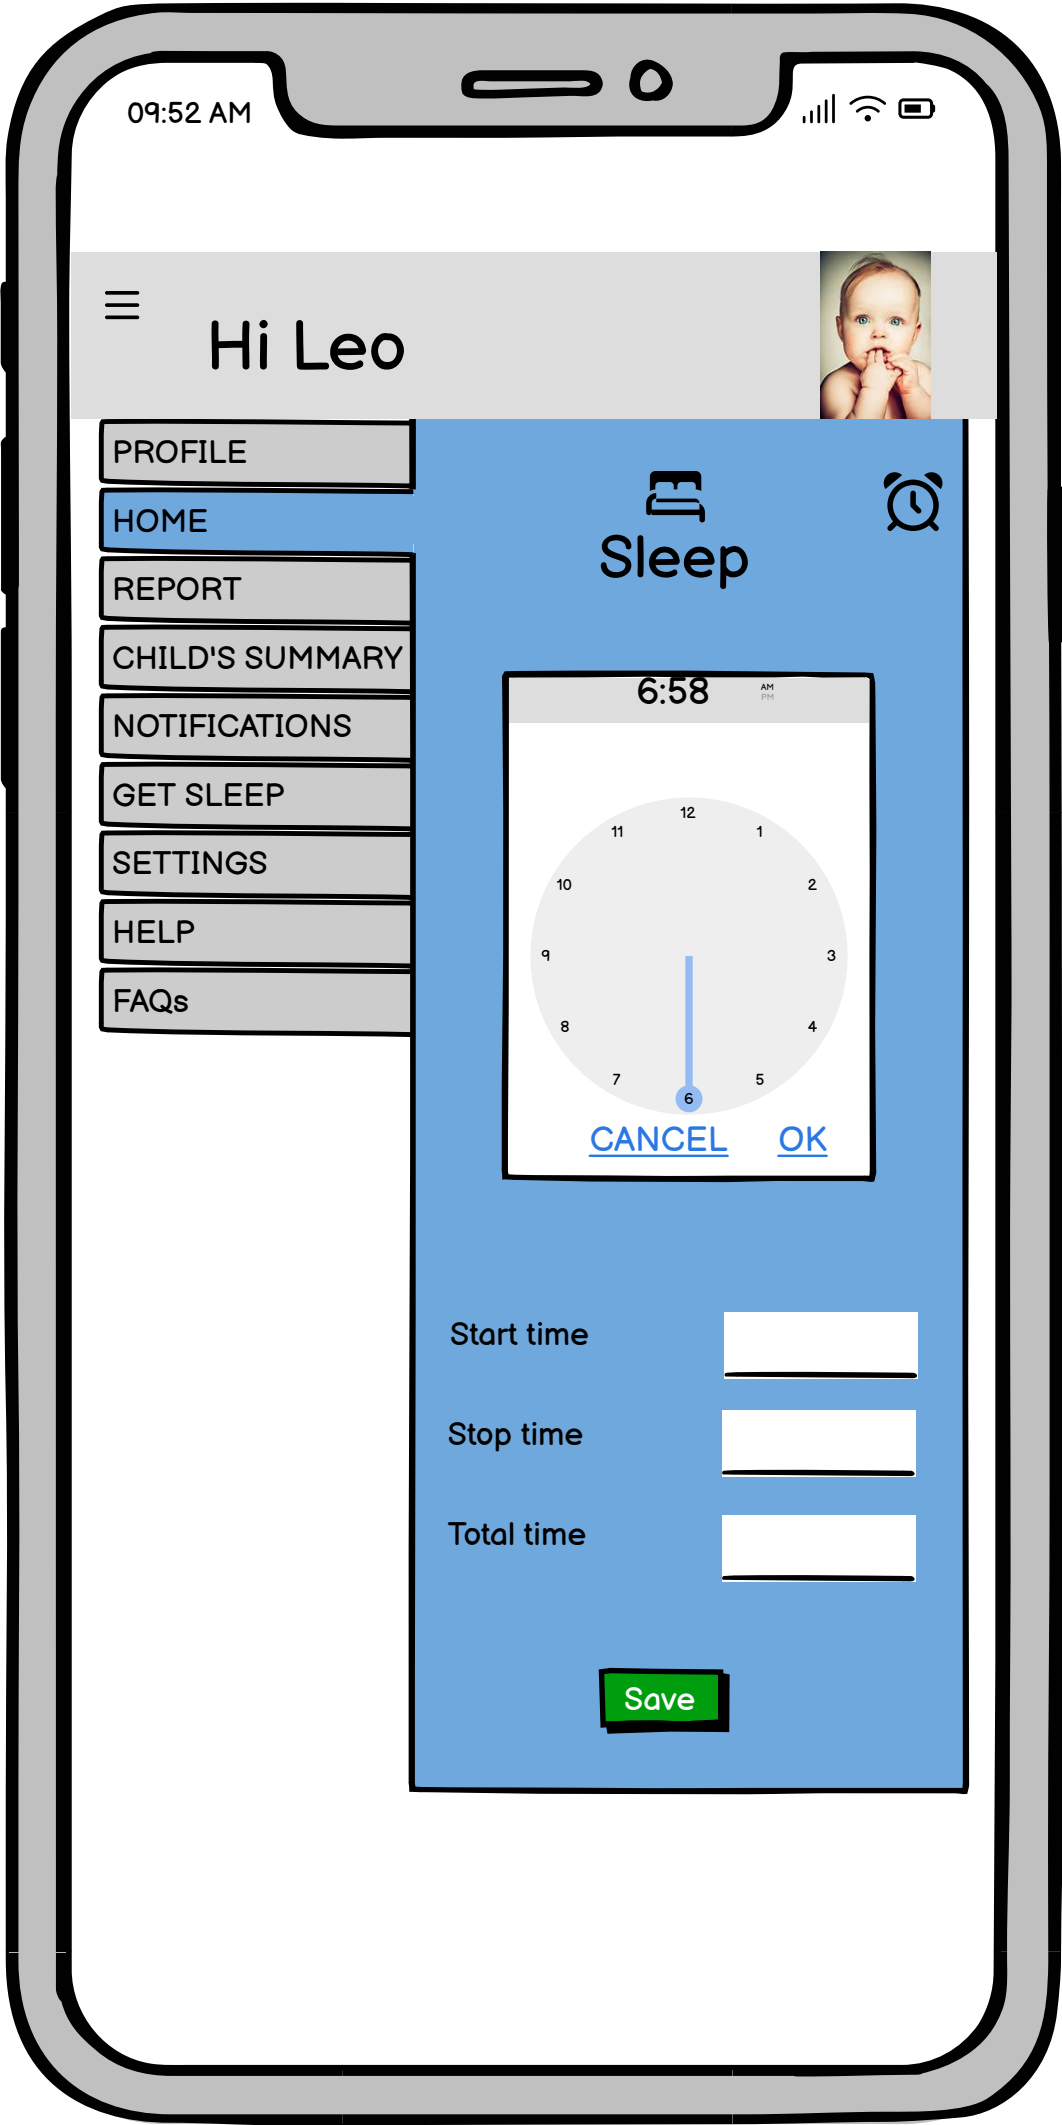 09:52 AM
Hi Leo
PROFILE
HOME
REPORT
CHILD'S SUMMARY
NOTIFICATIONS
GET SLEEP
SETTINGS
HELP
FAQs
Sleep
6:58
AM
PM
12
1
2
3
4
5
6
7
8
9
10
11
CANCEL OK
Start time
Stop time
Total time
Save